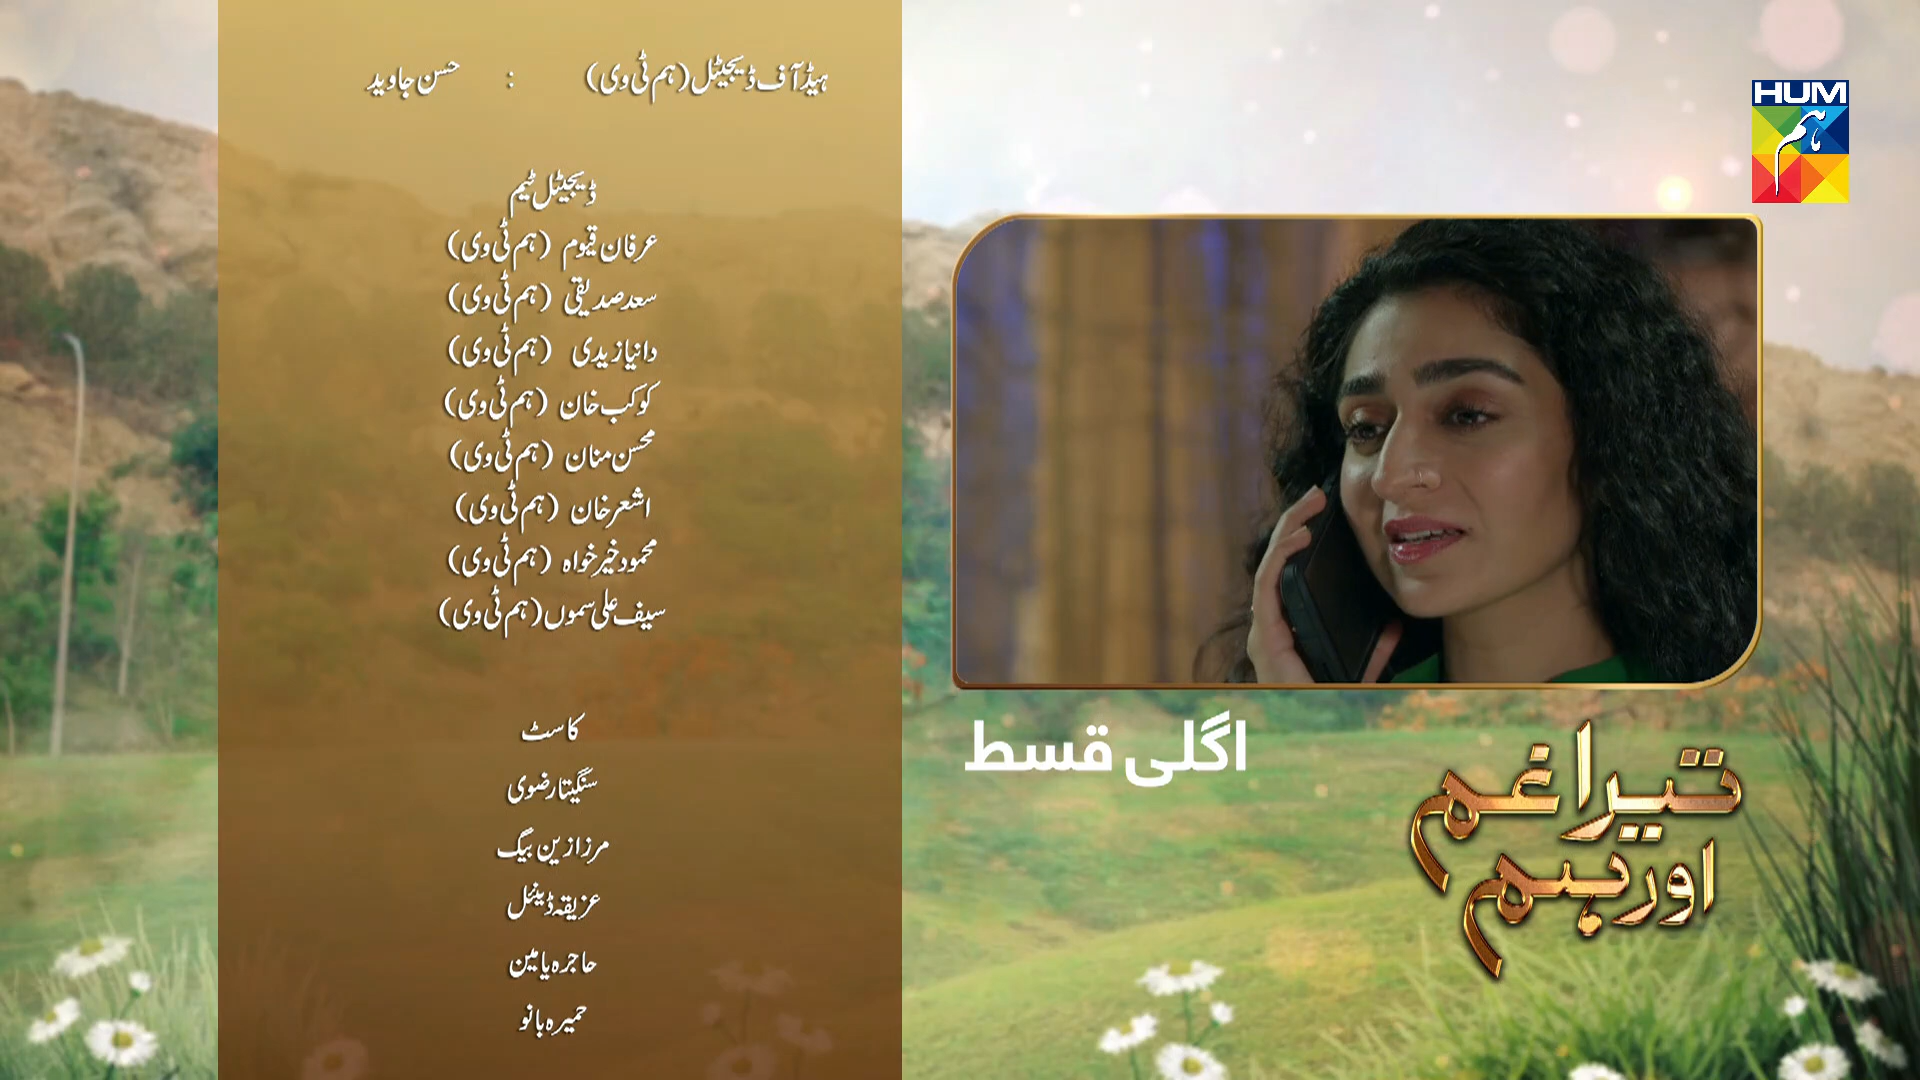 ہیڈ آف ڈیجیٹل (ہم ٹی وی) : حسن جاوید
ڈیجیٹل ٹیم
عرفان قیوم (ہم ٹی وی)
سعد صدیقی (ہم ٹی وی)
دانیا زیدی (ہم ٹی وی)
کوکب خان (ہم ٹی وی)
محسن منان (ہم ٹی وی)
اشعر خان (ہم ٹی وی)
محمود خیر خواہ (ہم ٹی وی)
سیف علی سموں (ہم ٹی وی)
کاسٹ
سنگیتا رضوی
مرزا زین بیگ
عزیقہ ڈینئل
حاجرہ یامین
حمیرہ بانو
HUM
ہم
اگلی قسط
تیرا غم
اور ہم